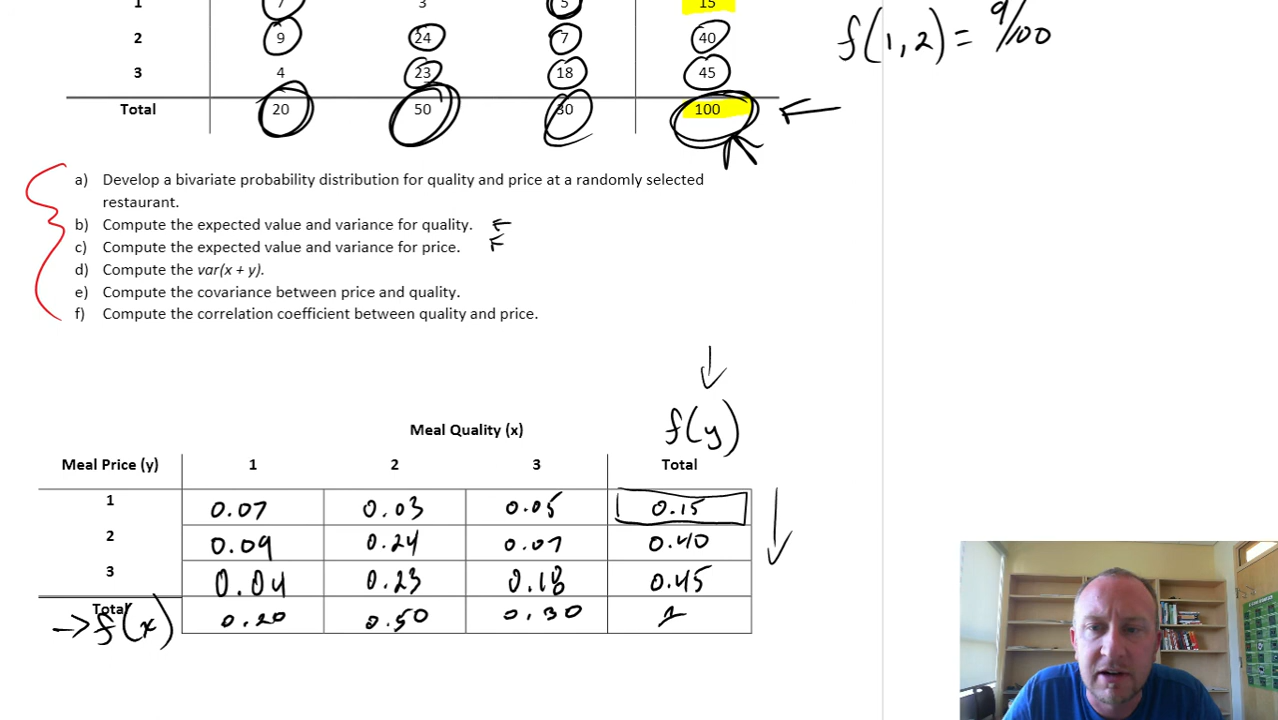 1 7 3 5 15
f(1,2) = 9/100
2 9 24 7 40
3 4 23 18 45
Total 20 50 30 100
a) Develop a bivariate probability distribution for quality and price at a randomly selected
restaurant.
b) Compute the expected value and variance for quality.
c) Compute the expected value and variance for price.
d) Compute the var(x + y).
e) Compute the covariance between price and quality.
f) Compute the correlation coefficient between quality and price.
Meal Quality (x) f(y)
Meal Price (y) 1 2 3 Total
1 0.07 0.03 0.05 0.15
2 0.09 0.24 0.07 0.40
3 0.04 0.23 0.18 0.45
Total f(x) 0.20 0.50 0.30 1